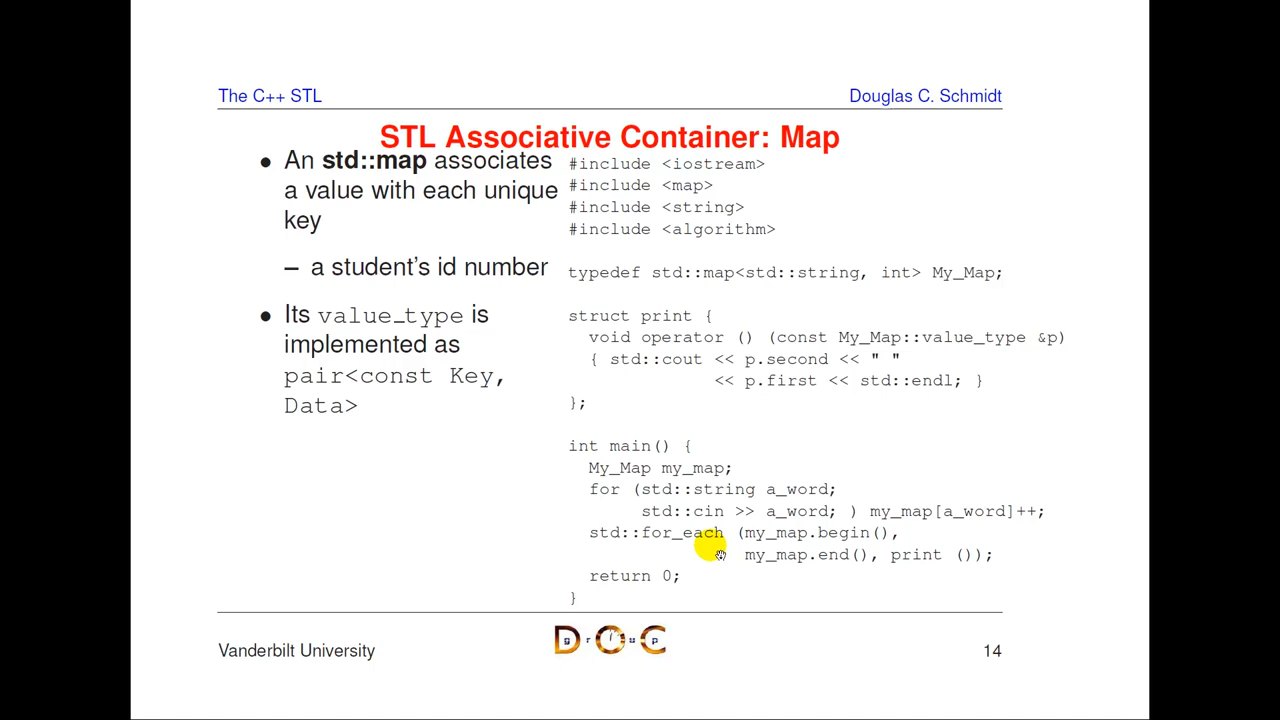 The C++ STL
Douglas C. Schmidt
STL Associative Container: Map
• An std::map associates
a value with each unique
key
– a student's id number
• Its value_type is
implemented as
pair<const Key,
Data>
#include <iostream>
#include <map>
#include <string>
#include <algorithm>
typedef std::map<std::string, int> My_Map;
struct print {
void operator () (const My_Map::value_type &p)
{ std::cout << p.second << " "
<< p.first << std::endl; }
};
int main() {
My_Map my_map;
for (std::string a_word;
std::cin >> a_word; ) my_map[a_word]++;
std::for_each (my_map.begin(),
my_map.end(), print ());
return 0;
}
Vanderbilt University
D•O•C
group
14